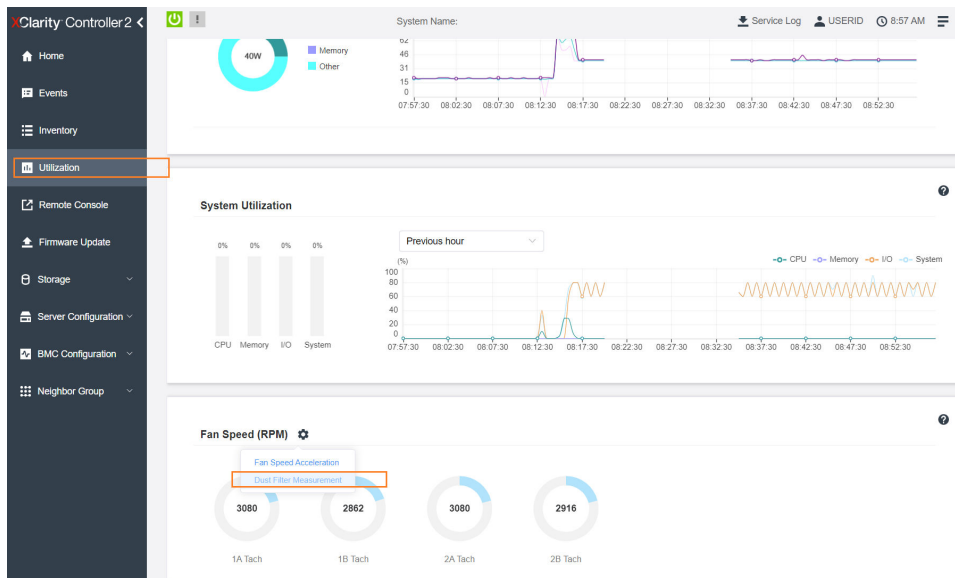 XClarity Controller 2
System Name:
Service Log
USERID
8:57 AM
Home
Events
Inventory
Utilization
Remote Console
Firmware Update
Storage
Server Configuration
BMC Configuration
Neighbor Group
40W
Memory
Other
62
46
31
15
0
07:57:30 08:02:30 08:07:30 08:12:30 08:17:30 08:22:30 08:27:30 08:32:30 08:37:30 08:42:30 08:47:30 08:52:30
System Utilization
0% 0% 0% 0%
CPU Memory I/O System
Previous hour
CPU Memory I/O System
(%)
100
80
60
40
20
0
07:57:30 08:02:30 08:07:30 08:12:30 08:17:30 08:22:30 08:27:30 08:32:30 08:37:30 08:42:30 08:47:30 08:52:30
Fan Speed (RPM)
Fan Speed Acceleration
Dust Filter Measurement
3080 2862 3080 2916
1A Tach 1B Tach 2A Tach 2B Tach